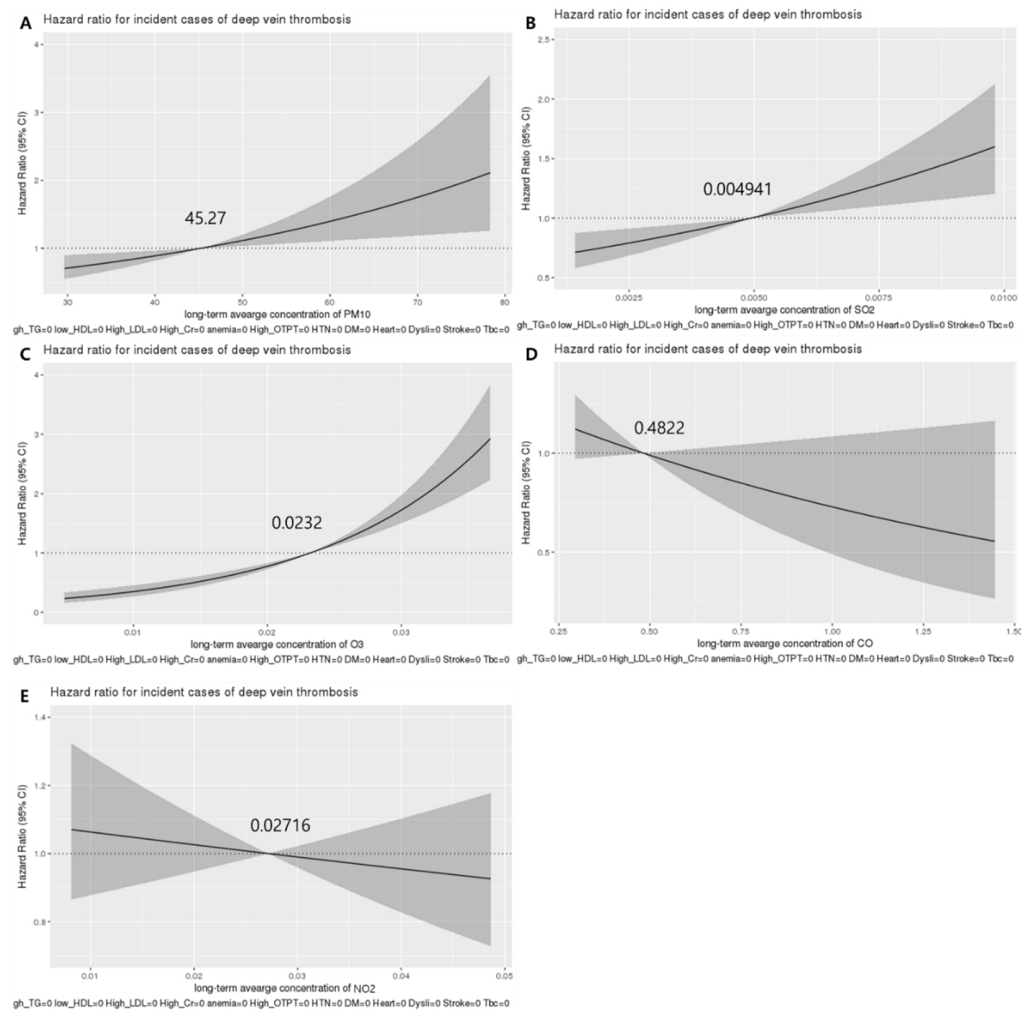 A Hazard ratio for incident cases of deep vein thrombosis
Hazard Ratio (95% CI)
4
3
2
1
45.27
30 40 50 60 70 80
long-term avearge concentration of PM10
gh_TG=0 low_HDL=0 High_LDL=0 High_Cr=0 anemia=0 High_OTPT=0 HTN=0 DM=0 Heart=0 Dysli=0 Stroke=0 Tbc=0
B Hazard ratio for incident cases of deep vein thrombosis
Hazard Ratio (95% CI)
2.5
2.0
1.5
1.0
0.5
0.004941
0.0025 0.0050 0.0075 0.0100
long-term avearge concentration of SO2
gh_TG=0 low_HDL=0 High_LDL=0 High_Cr=0 anemia=0 High_OTPT=0 HTN=0 DM=0 Heart=0 Dysli=0 Stroke=0 Tbc=0
C Hazard ratio for incident cases of deep vein thrombosis
Hazard Ratio (95% CI)
4
3
2
1
0
0.0232
0.01 0.02 0.03
long-term avearge concentration of O3
gh_TG=0 low_HDL=0 High_LDL=0 High_Cr=0 anemia=0 High_OTPT=0 HTN=0 DM=0 Heart=0 Dysli=0 Stroke=0 Tbc=0
D Hazard ratio for incident cases of deep vein thrombosis
Hazard Ratio (95% CI)
1.0
0.5
0.4822
0.25 0.50 0.75 1.00 1.25 1.50
long-term avearge concentration of CO
gh_TG=0 low_HDL=0 High_LDL=0 High_Cr=0 anemia=0 High_OTPT=0 HTN=0 DM=0 Heart=0 Dysli=0 Stroke=0 Tbc=0
E Hazard ratio for incident cases of deep vein thrombosis
Hazard Ratio (95% CI)
1.4
1.2
1.0
0.8
0.02716
0.01 0.02 0.03 0.04 0.05
long-term avearge concentration of NO2
gh_TG=0 low_HDL=0 High_LDL=0 High_Cr=0 anemia=0 High_OTPT=0 HTN=0 DM=0 Heart=0 Dysli=0 Stroke=0 Tbc=0